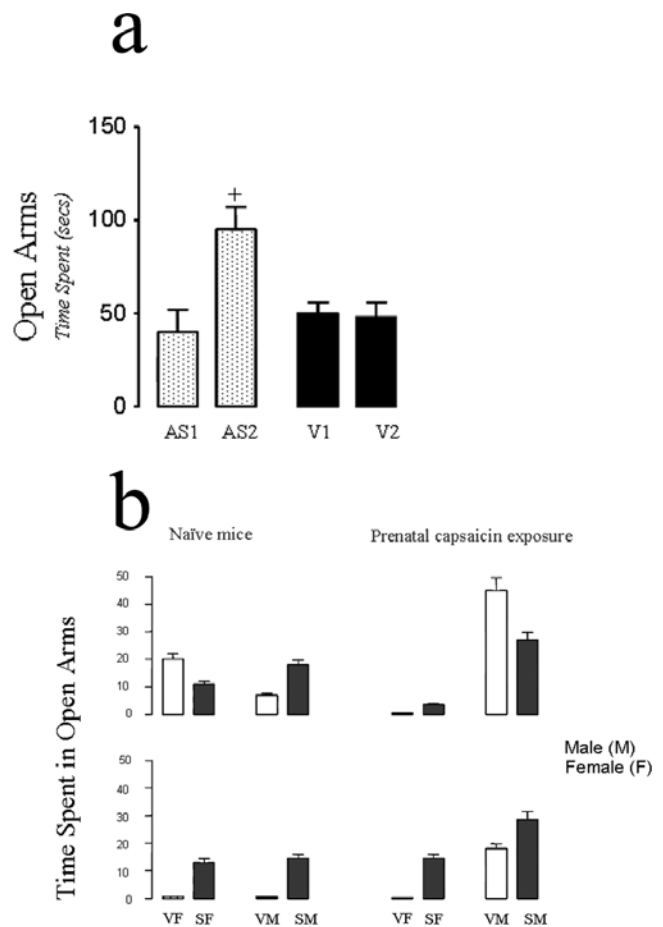 a
150
100
50
0
Open Arms
Time Spent (secs)
+
AS1 AS2 V1 V2
b
Naïve mice Prenatal capsaicin exposure
Time Spent in Open Arms
50
40
30
20
10
0
Male (M)
Female (F)
50
40
30
20
10
0
VF SF VM SM VF SF VM SM